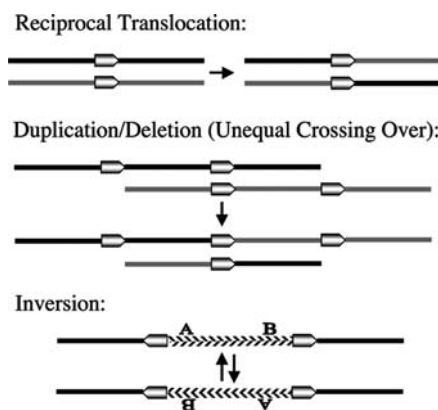 Reciprocal Translocation:
Duplication/Deletion (Unequal Crossing Over):
Inversion:
A B
B A